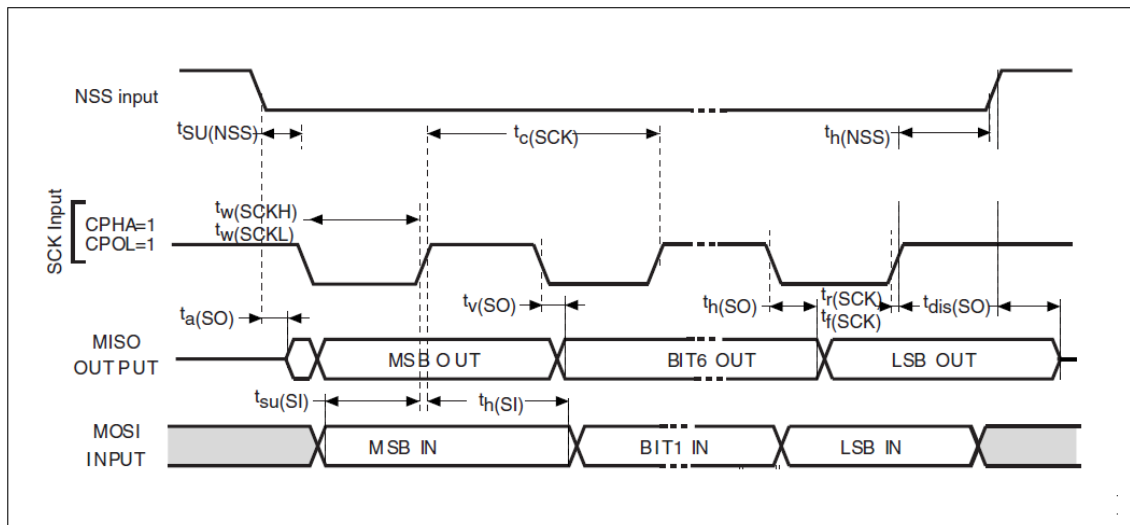 NSS input
tSU(NSS)
tc(SCK)
th(NSS)
SCK Input
CPHA=1
CPOL=1
tw(SCKH)
tw(SCKL)
ta(SO)
tv(SO)
th(SO)
tr(SCK)
tf(SCK)
tdis(SO)
MISO
OUTPUT
MSB OUT
BIT6 OUT
LSB OUT
tsu(SI)
th(SI)
MOSI
INPUT
MSB IN
BIT1 IN
LSB IN